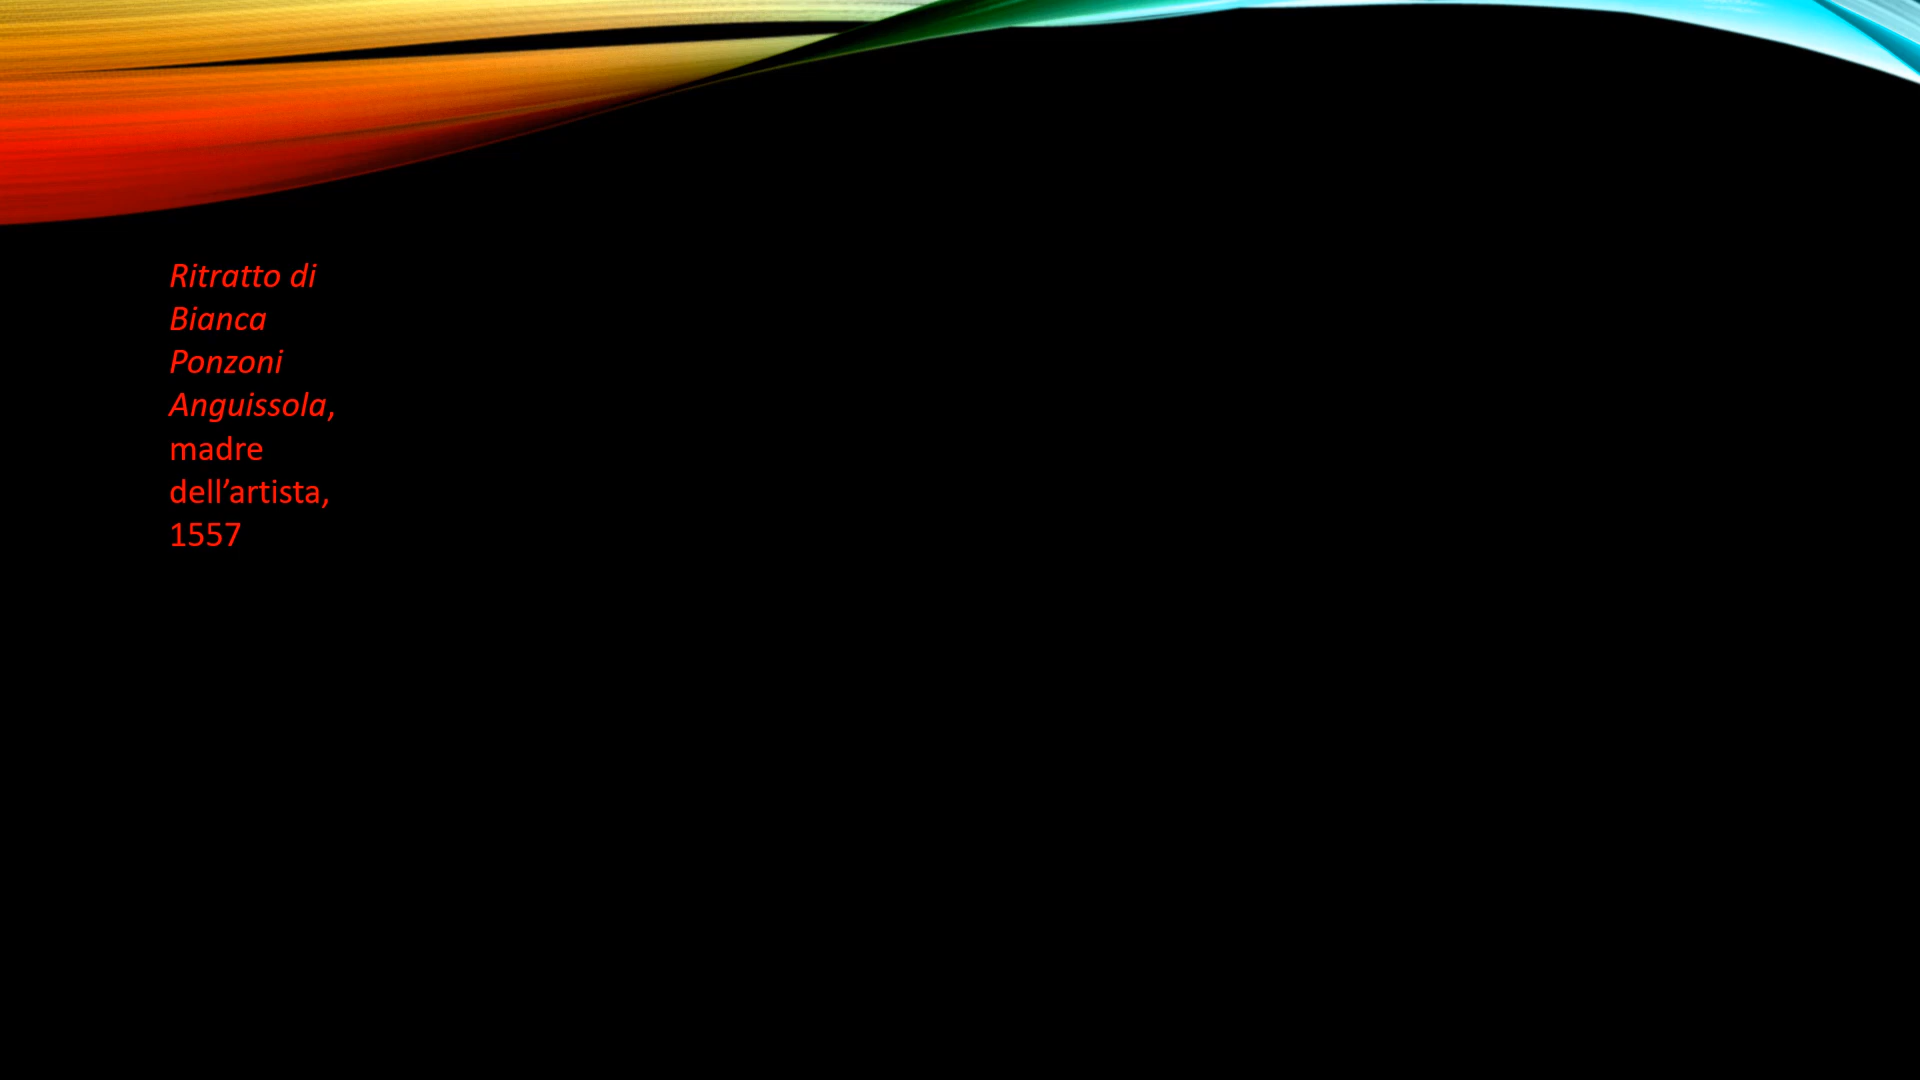 Ritratto di
Bianca
Ponzoni
Anguissola,
madre
dell’artista,
1557